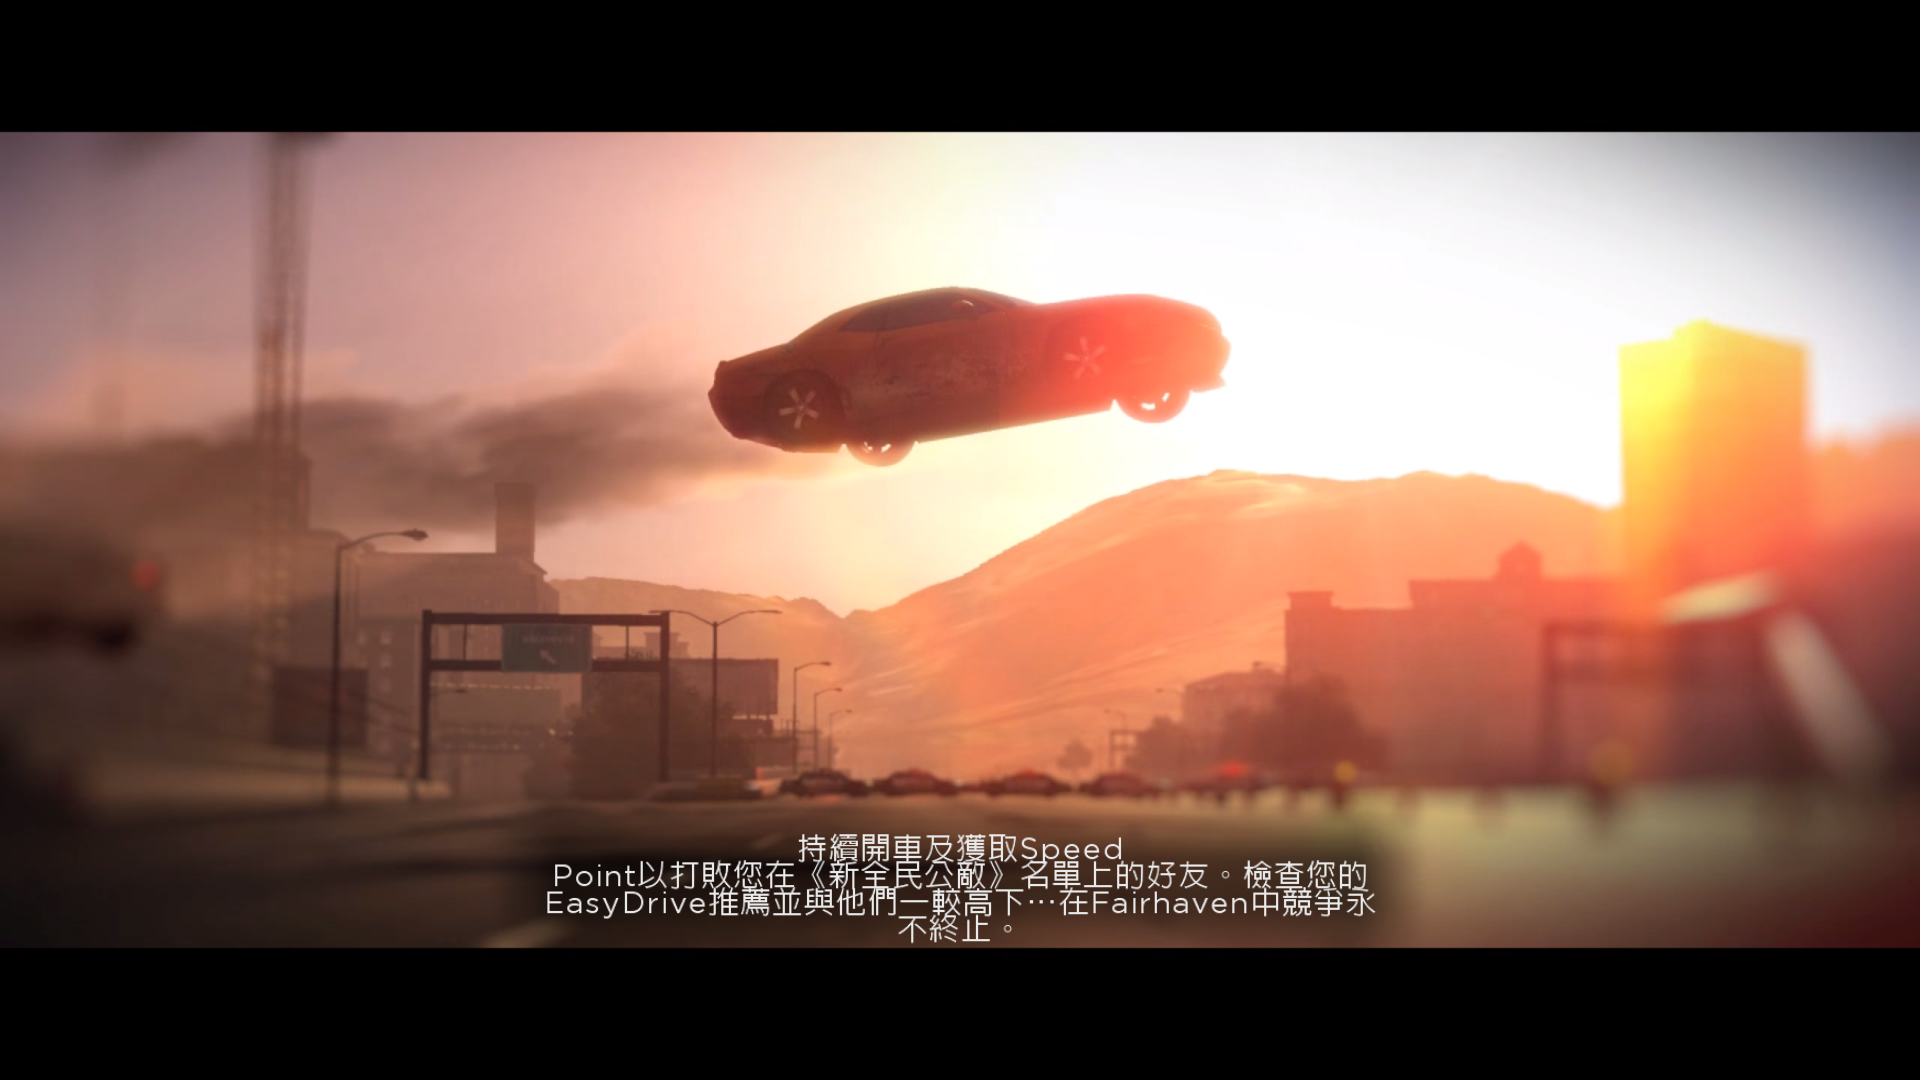 持續開車及獲取Speed
Point以打敗您在《新全民公敵》名單上的好友。檢查您的
EasyDrive推薦並與他們一較高下…在Fairhaven中競爭永
不終止。